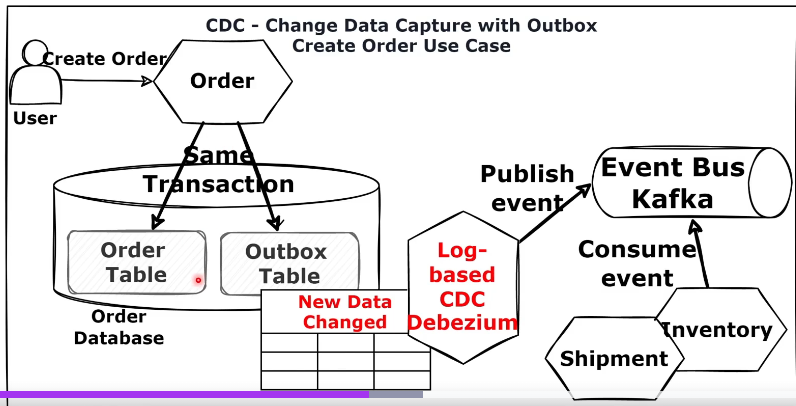 CDC - Change Data Capture with Outbox
Create Order Use Case
Create Order
User
Order
Same
Transaction
Order
Table
Outbox
Table
Order
Database
New Data
Changed
Log-
based
CDC
Debezium
Publish
event
Event Bus
Kafka
Consume
event
Inventory
Shipment